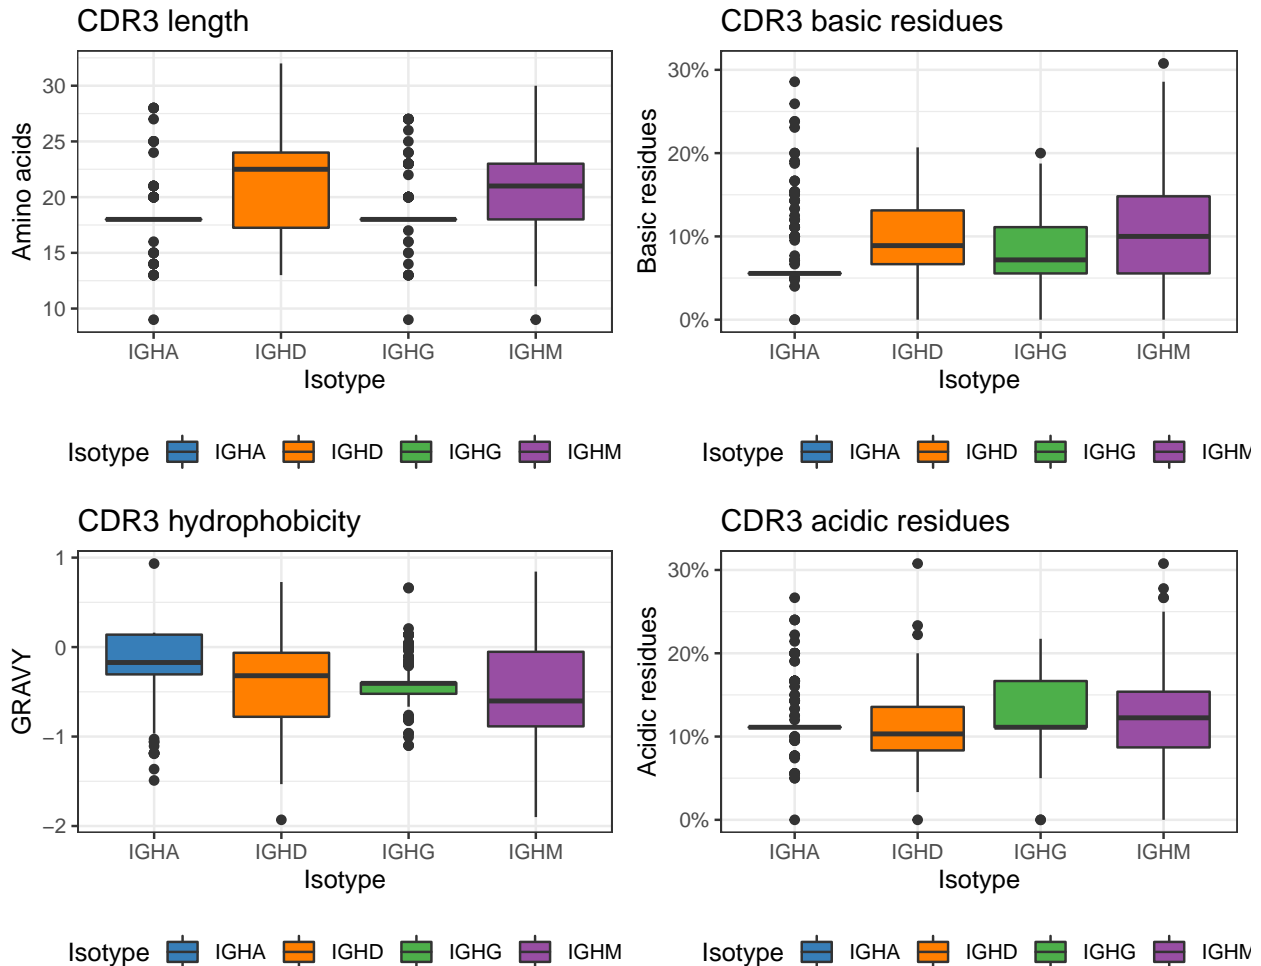 CDR3 length
30
25
20
15
10
Amino acids
IGHA IGHD IGHG IGHM
Isotype
Isotype IGHA IGHD IGHG IGHM
CDR3 basic residues
30%
20%
10%
0%
Basic residues
IGHA IGHD IGHG IGHM
Isotype
Isotype IGHA IGHD IGHG IGHM
CDR3 hydrophobicity
1
0
−1
−2
GRAVY
IGHA IGHD IGHG IGHM
Isotype
Isotype IGHA IGHD IGHG IGHM
CDR3 acidic residues
30%
20%
10%
0%
Acidic residues
IGHA IGHD IGHG IGHM
Isotype
Isotype IGHA IGHD IGHG IGHM